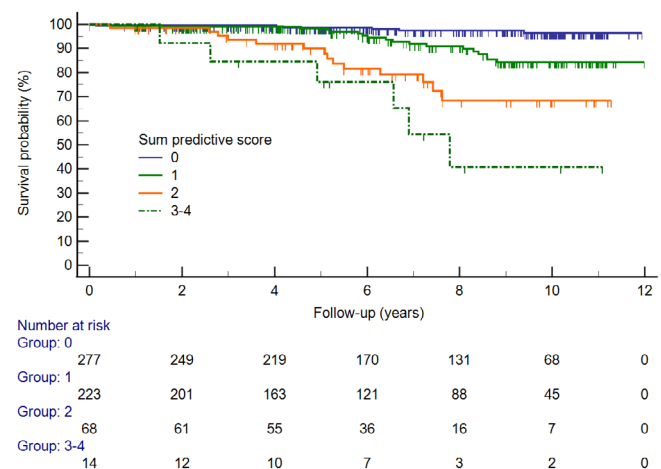 100
90
80
70
60
50
40
30
20
10
0
Survival probability (%)
Sum predictive score
0
1
2
3-4
0 2 4 6 8 10 12
Follow-up (years)
Number at risk
Group: 0
277 249 219 170 131 68 0
Group: 1
223 201 163 121 88 45 0
Group: 2
68 61 55 36 16 7 0
Group: 3-4
14 12 10 7 3 2 0